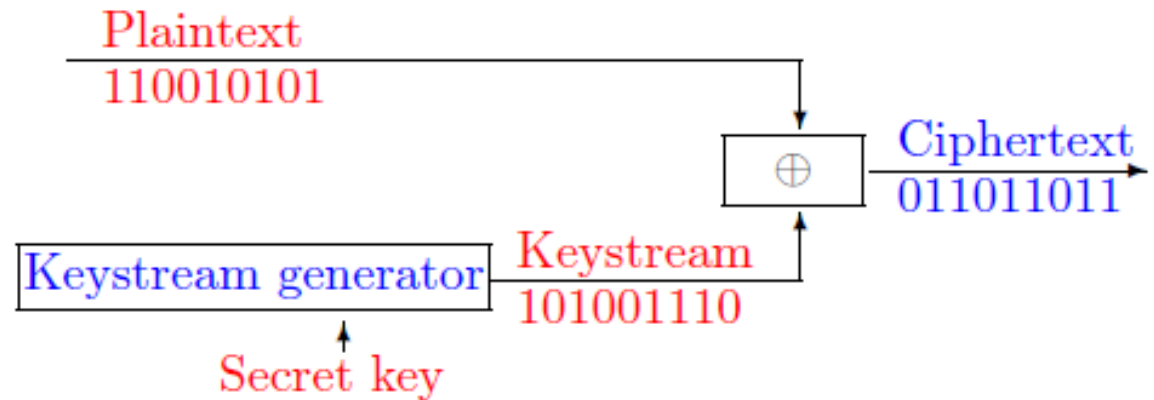 Plaintext
110010101
⊕
Ciphertext
011011011
Keystream generator
Keystream
101001110
Secret key